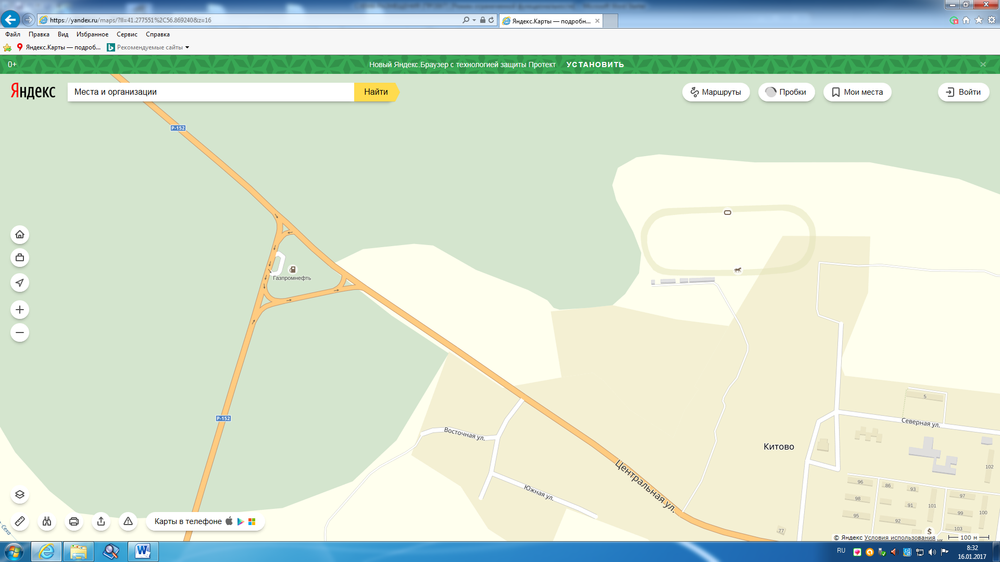 https://yandex.ru/maps/?ll=41.277551%2C56.869240&z=16
Яндекс.Карты — подробн...
Файл Правка Вид Избранное Сервис Справка
Яндекс.Карты — подроб... Рекомендуемые сайты
0+ Новый Яндекс.Браузер с технологией защиты Протект УСТАНОВИТЬ
Яндекс Места и организации Найти Маршруты Пробки Мои места Войти
Р-152
Газпромнефть
5
Р-152
Северная ул.
Восточная ул.
Китово
Центральная ул.
Южная ул.
102
96
86
93
97
98
91
101
99
100
95
92
103
77
Карты в телефоне
Сеха
© Яндекс Условия использования 100 м
RU
8:32
16.01.2017